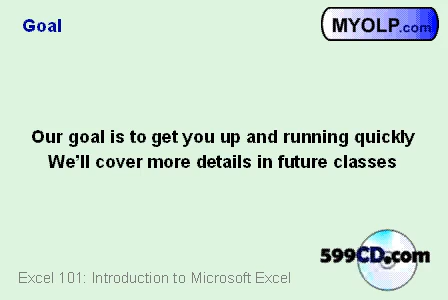 Goal
MYOLP.com
Our goal is to get you up and running quickly
We'll cover more details in future classes
599CD.com
Excel 101: Introduction to Microsoft Excel